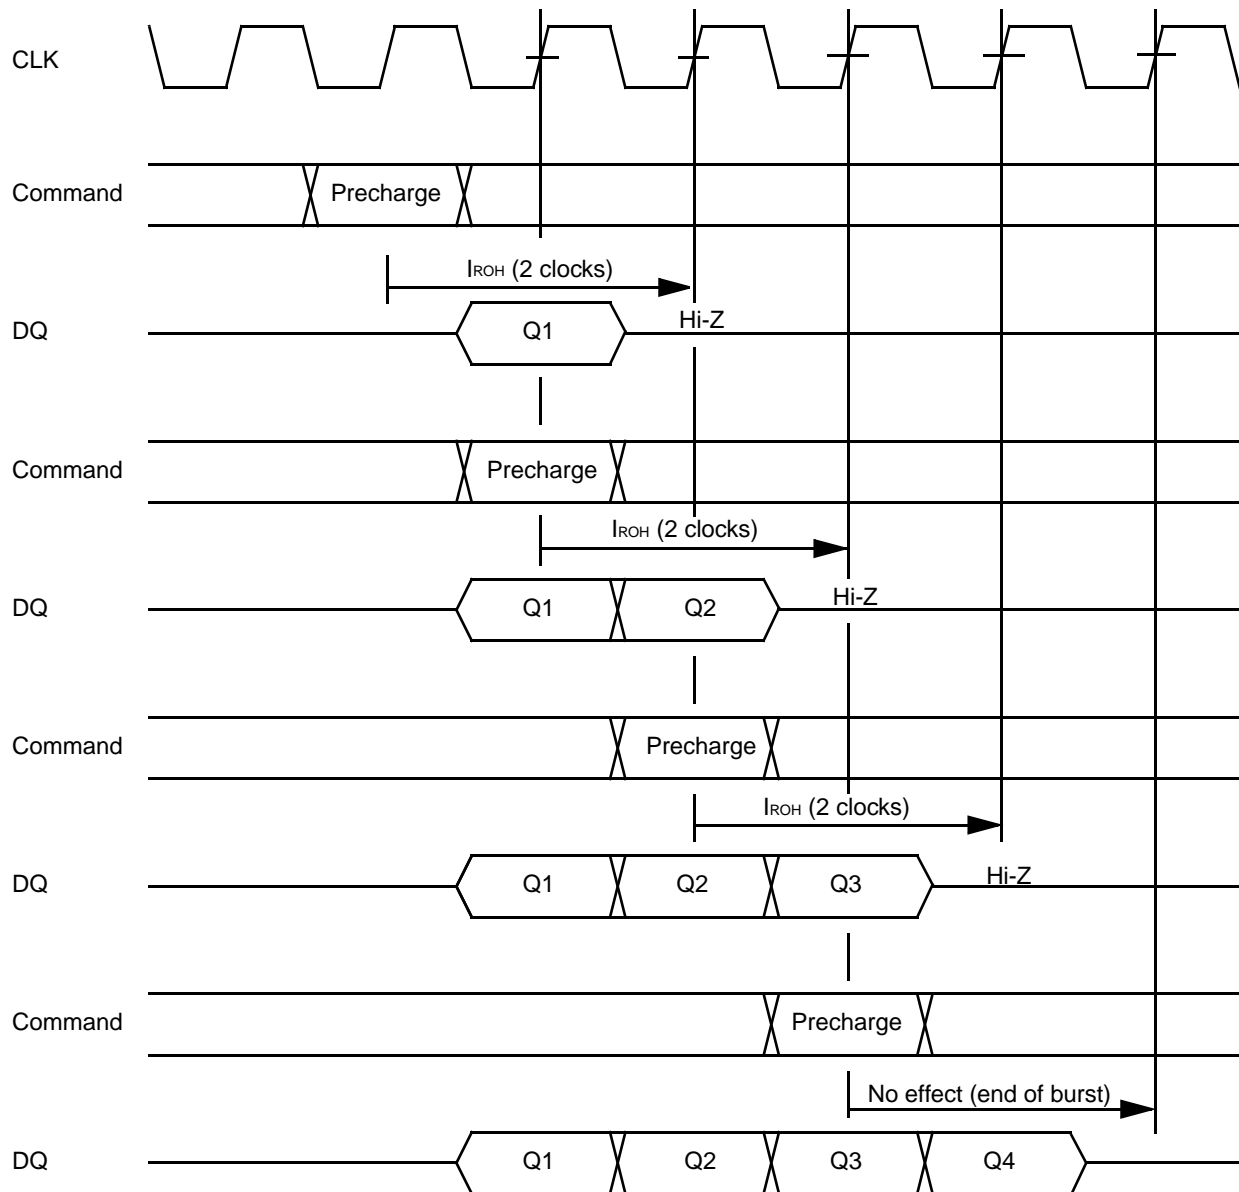 CLK
Command Precharge
IROH (2 clocks)
DQ Q1 Hi-Z
Command Precharge
IROH (2 clocks)
DQ Q1 Q2 Hi-Z
Command Precharge
IROH (2 clocks)
DQ Q1 Q2 Q3 Hi-Z
Command Precharge
No effect (end of burst)
DQ Q1 Q2 Q3 Q4